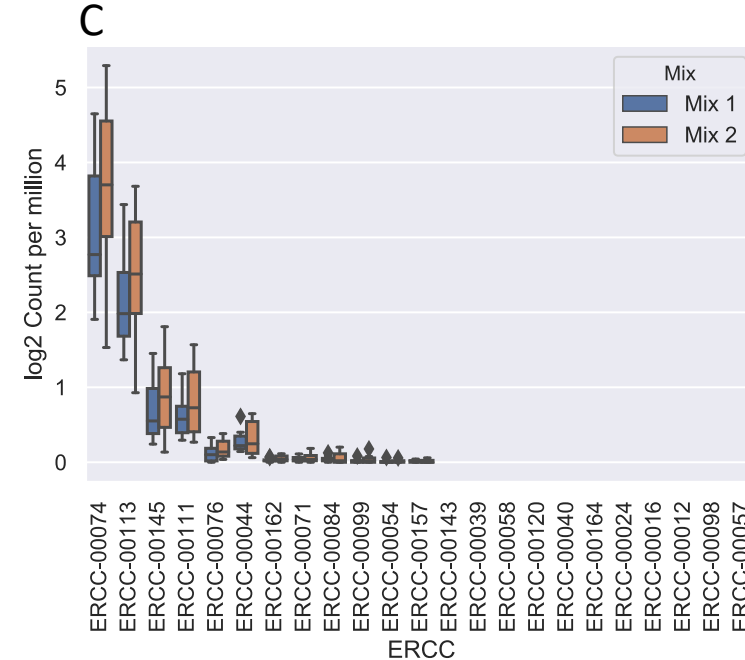 C
Mix
Mix 1
Mix 2
log2 Count per million
5
4
3
2
1
0
ERCC-00074
ERCC-00113
ERCC-00145
ERCC-00111
ERCC-00076
ERCC-00044
ERCC-00162
ERCC-00071
ERCC-00084
ERCC-00099
ERCC-00054
ERCC-00157
ERCC-00143
ERCC-00039
ERCC-00058
ERCC-00120
ERCC-00040
ERCC-00164
ERCC-00024
ERCC-00016
ERCC-00012
ERCC-00098
ERCC-00057
ERCC